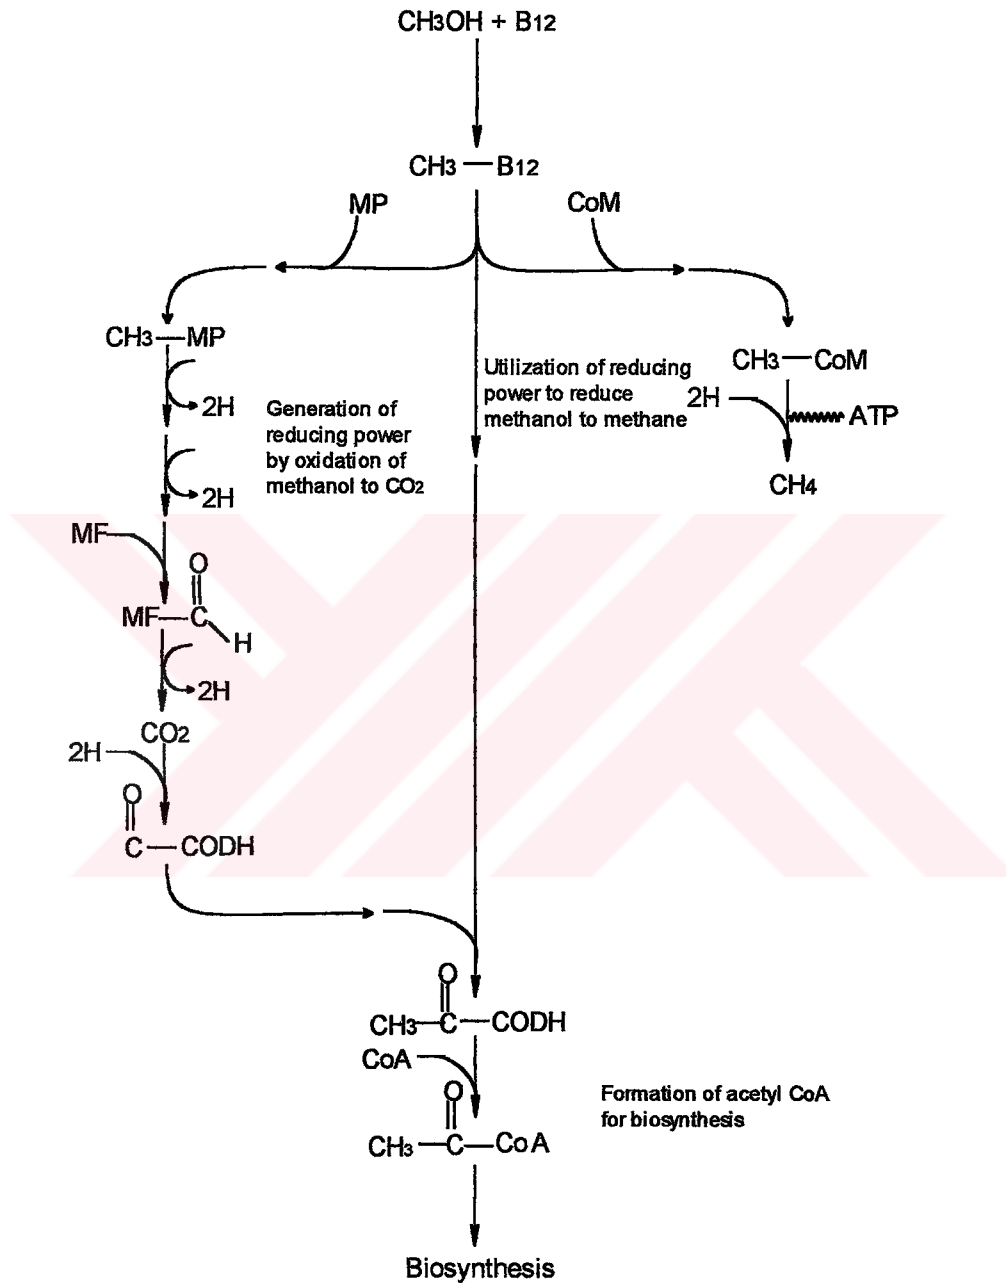 CH3OH + B12
CH3 — B12
MP
CoM
CH3 — MP
CH3 — CoM
2H
Utilization of reducing
power to reduce
methanol to methane
2H
ATP
Generation of
reducing power
by oxidation of
methanol to CO2
2H
CH4
MF
O
MF — C
H
2H
CO2
2H
O
C — CODH
O
CH3 — C — CODH
CoA
O
CH3 — C — CoA
Formation of acetyl CoA
for biosynthesis
Biosynthesis